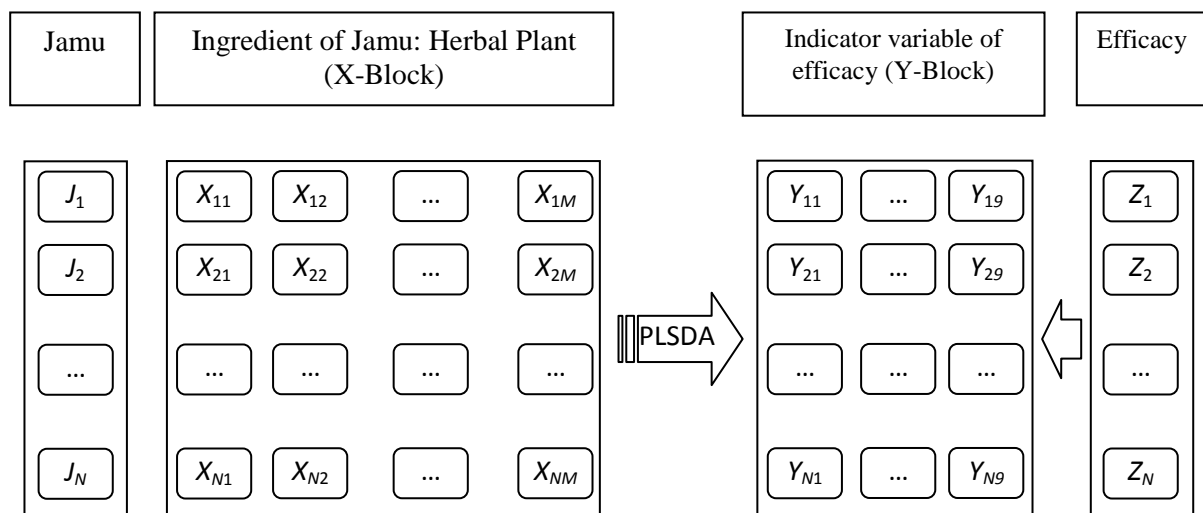 Jamu
Ingredient of Jamu: Herbal Plant
(X-Block)
Indicator variable of
efficacy (Y-Block)
Efficacy
J1 X11 X12 ... X1M Y11 ... Y19 Z1
J2 X21 X22 ... X2M Y21 ... Y29 Z2
PLSDA
... ... ... ... ... ... ... ... ...
JN XN1 XN2 ... XNM YN1 ... YN9 ZN